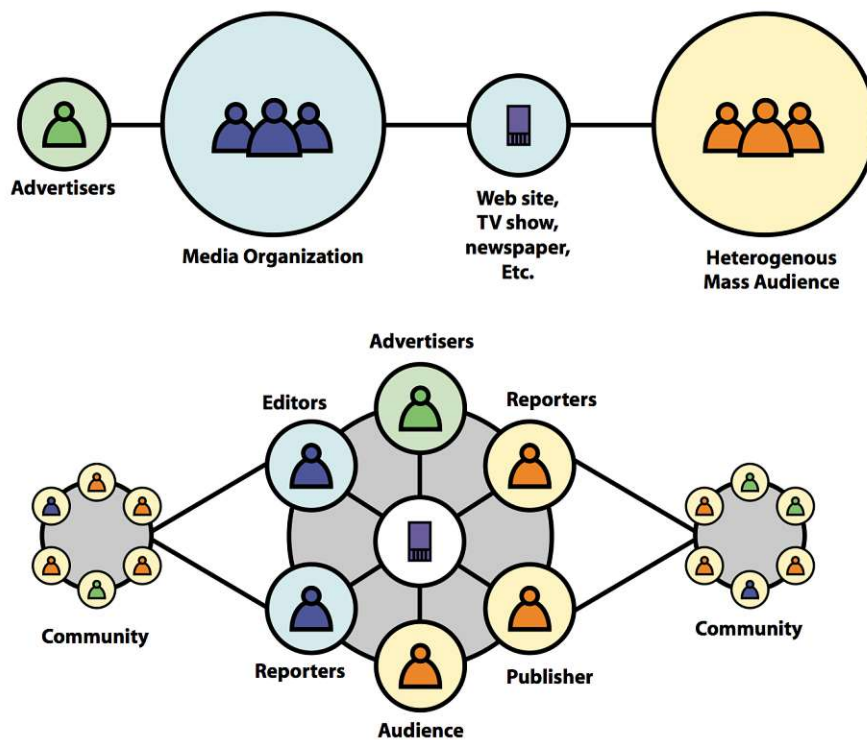 Advertisers
Media Organization
Web site,
TV show,
newspaper,
Etc.
Heterogenous
Mass Audience
Advertisers
Editors
Reporters
Community
Community
Reporters
Publisher
Audience